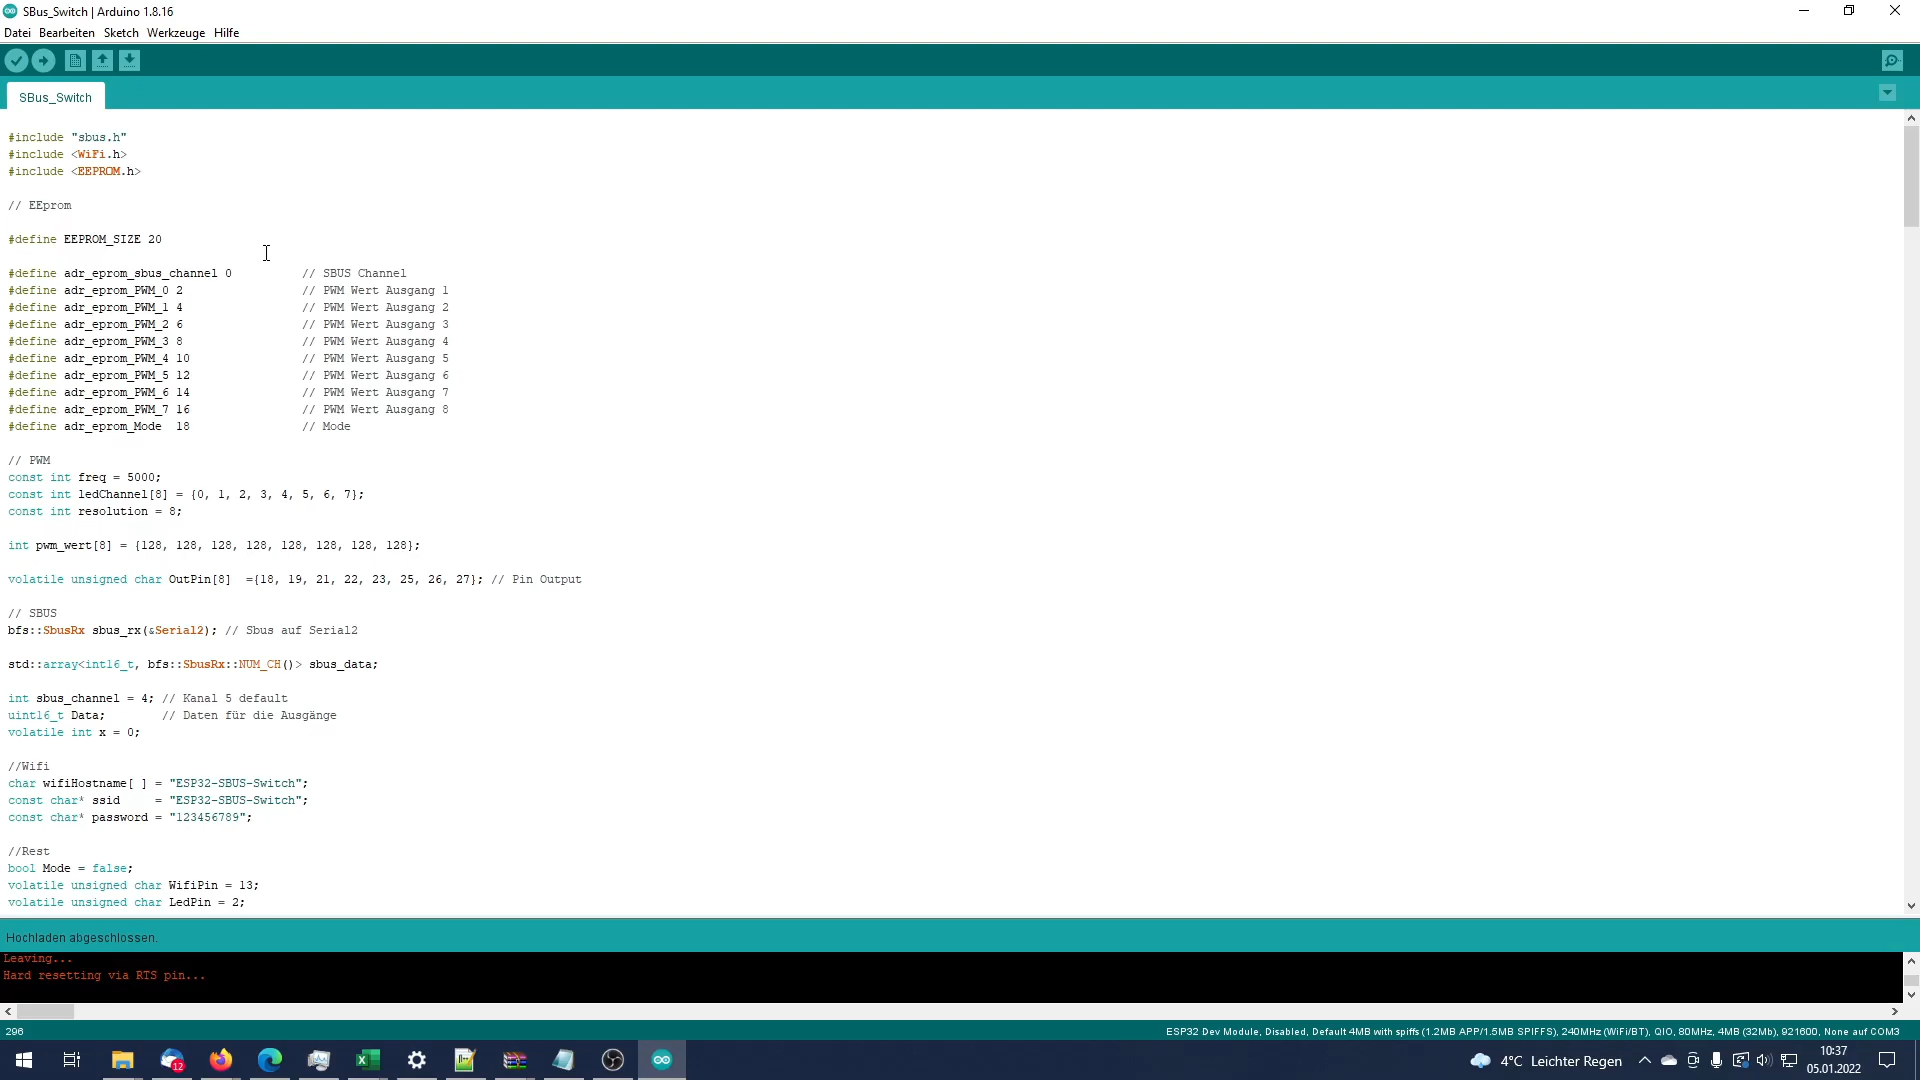 SBus_Switch | Arduino 1.8.16
Datei Bearbeiten Sketch Werkzeuge Hilfe
SBus_Switch
#include "sbus.h"
#include <WiFi.h>
#include <EEPROM.h>
// EEprom
#define EEPROM_SIZE 20
#define adr_eprom_sbus_channel 0 // SBUS Channel
#define adr_eprom_PWM_0 2 // PWM Wert Ausgang 1
#define adr_eprom_PWM_1 4 // PWM Wert Ausgang 2
#define adr_eprom_PWM_2 6 // PWM Wert Ausgang 3
#define adr_eprom_PWM_3 8 // PWM Wert Ausgang 4
#define adr_eprom_PWM_4 10 // PWM Wert Ausgang 5
#define adr_eprom_PWM_5 12 // PWM Wert Ausgang 6
#define adr_eprom_PWM_6 14 // PWM Wert Ausgang 7
#define adr_eprom_PWM_7 16 // PWM Wert Ausgang 8
#define adr_eprom_Mode 18 // Mode
// PWM
const int freq = 5000;
const int ledChannel[8] = {0, 1, 2, 3, 4, 5, 6, 7};
const int resolution = 8;
int pwm_wert[8] = {128, 128, 128, 128, 128, 128, 128, 128};
volatile unsigned char OutPin[8] ={18, 19, 21, 22, 23, 25, 26, 27}; // Pin Output
// SBUS
bfs::SbusRx sbus_rx(&Serial2); // Sbus auf Serial2
std::array<int16_t, bfs::SbusRx::NUM_CH()> sbus_data;
int sbus_channel = 4; // Kanal 5 default
uint16_t Data; // Daten für die Ausgänge
volatile int x = 0;
//Wifi
char wifiHostname[ ] = "ESP32-SBUS-Switch";
const char* ssid = "ESP32-SBUS-Switch";
const char* password = "123456789";
//Rest
bool Mode = false;
volatile unsigned char WifiPin = 13;
volatile unsigned char LedPin = 2;
Hochladen abgeschlossen.
Leaving...
Hard resetting via RTS pin...
296
ESP32 Dev Module, Disabled, Default 4MB with spiffs (1.2MB APP/1.5MB SPIFFS), 240MHz (WiFi/BT), QIO, 80MHz, 4MB (32Mb), 921600, None auf COM3
12
4°C Leichter Regen
10:37
05.01.2022